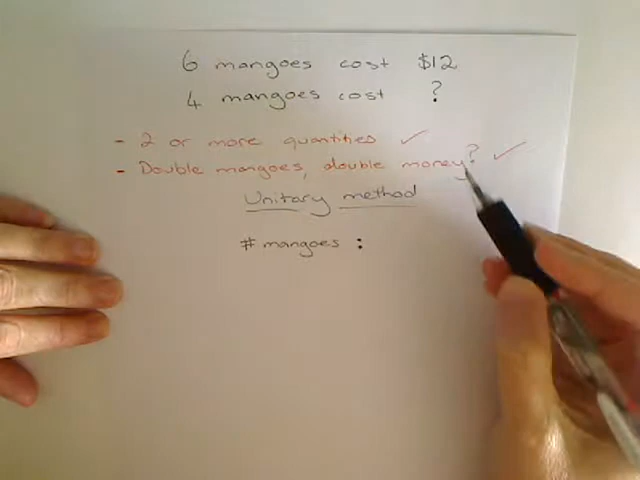 6 mangoes cost $12
4 mangoes cost ?
- 2 or more quantities ✓
- Double mangoes, double money? ✓
Unitary method
# mangoes :